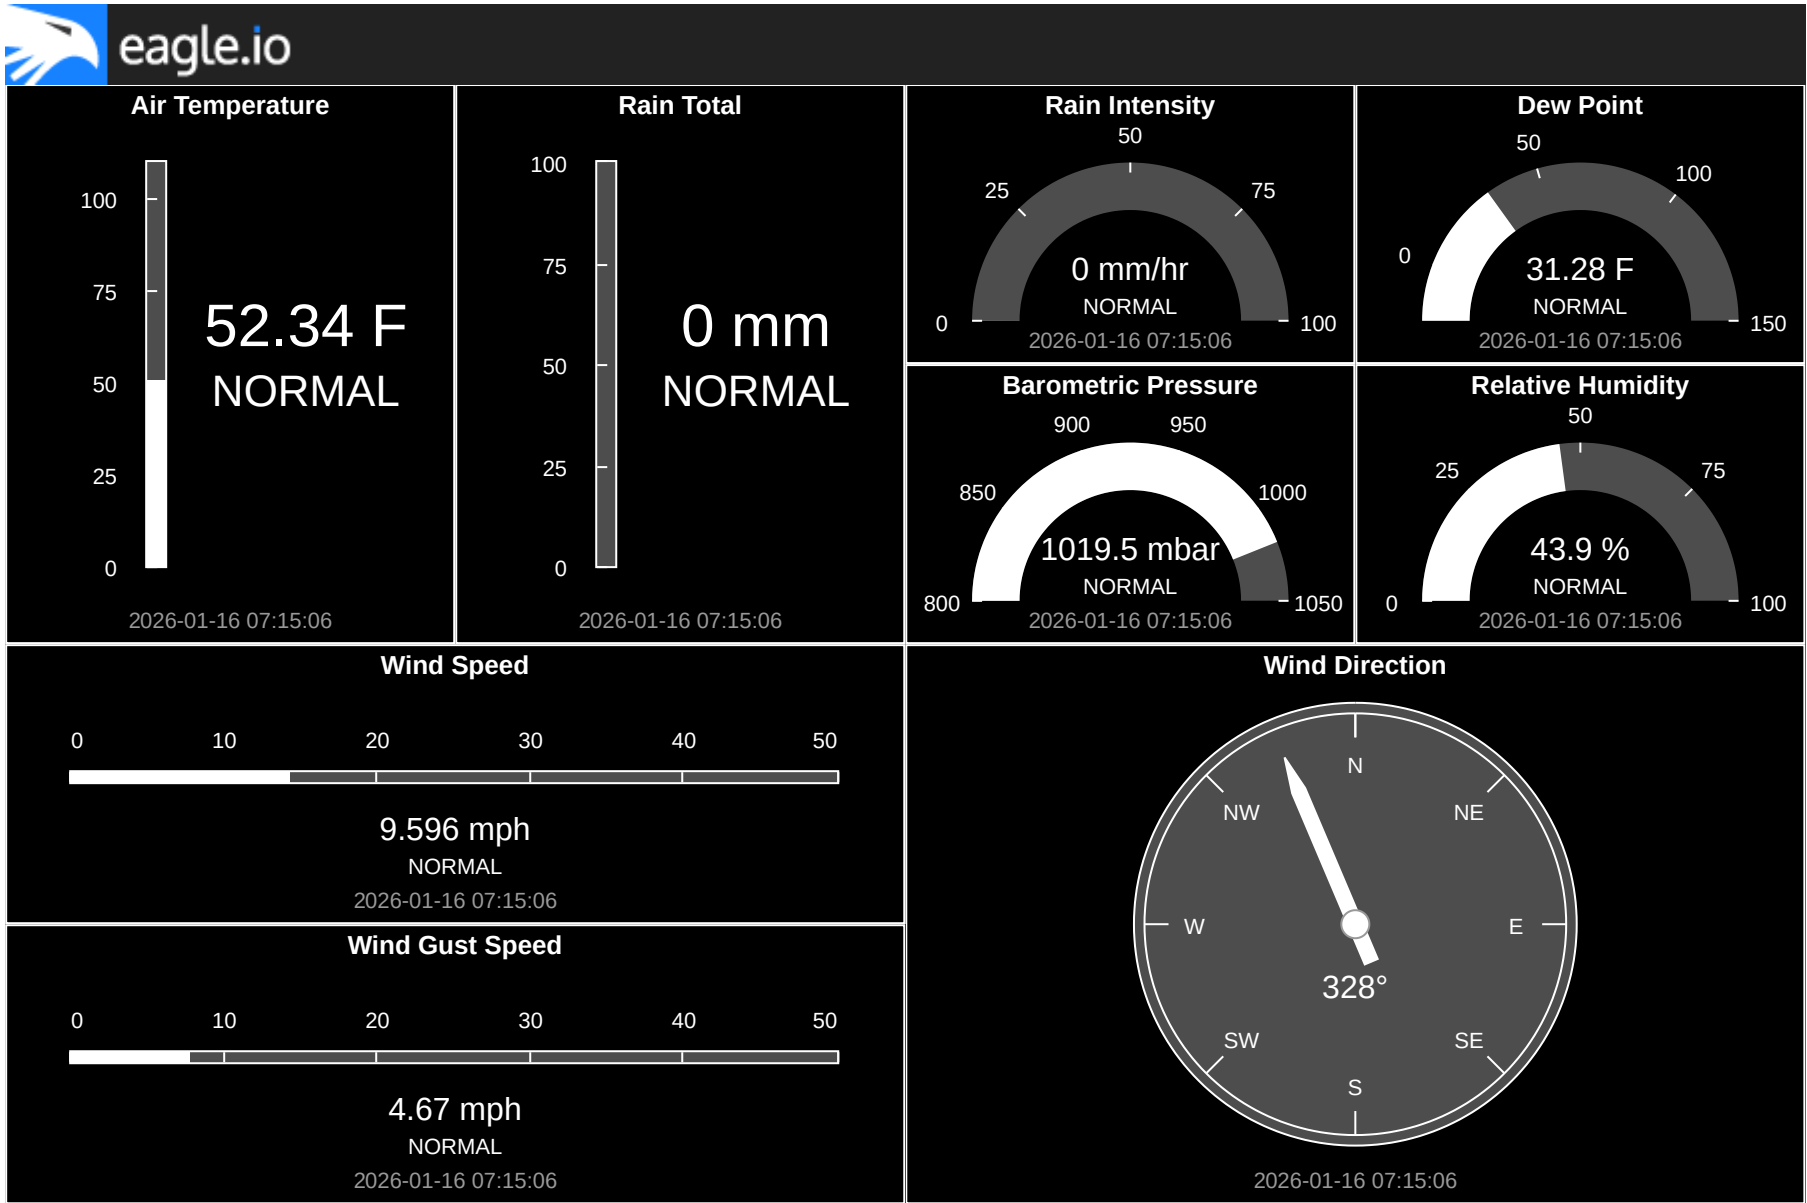 eagle.io
Air Temperature
100
75
50
25
0
52.34 F
NORMAL
2026-01-16 07:15:06
Rain Total
100
75
50
25
0
0 mm
NORMAL
2026-01-16 07:15:06
Rain Intensity
50
25
75
0
100
0 mm/hr
NORMAL
2026-01-16 07:15:06
Dew Point
50
100
0
150
31.28 F
NORMAL
2026-01-16 07:15:06
Barometric Pressure
900
950
850
1000
800
1050
1019.5 mbar
NORMAL
2026-01-16 07:15:06
Relative Humidity
50
25
75
0
100
43.9 %
NORMAL
2026-01-16 07:15:06
Wind Speed
0 10 20 30 40 50
9.596 mph
NORMAL
2026-01-16 07:15:06
Wind Gust Speed
0 10 20 30 40 50
4.67 mph
NORMAL
2026-01-16 07:15:06
Wind Direction
N
NW NE
W E
328°
SW SE
S
2026-01-16 07:15:06